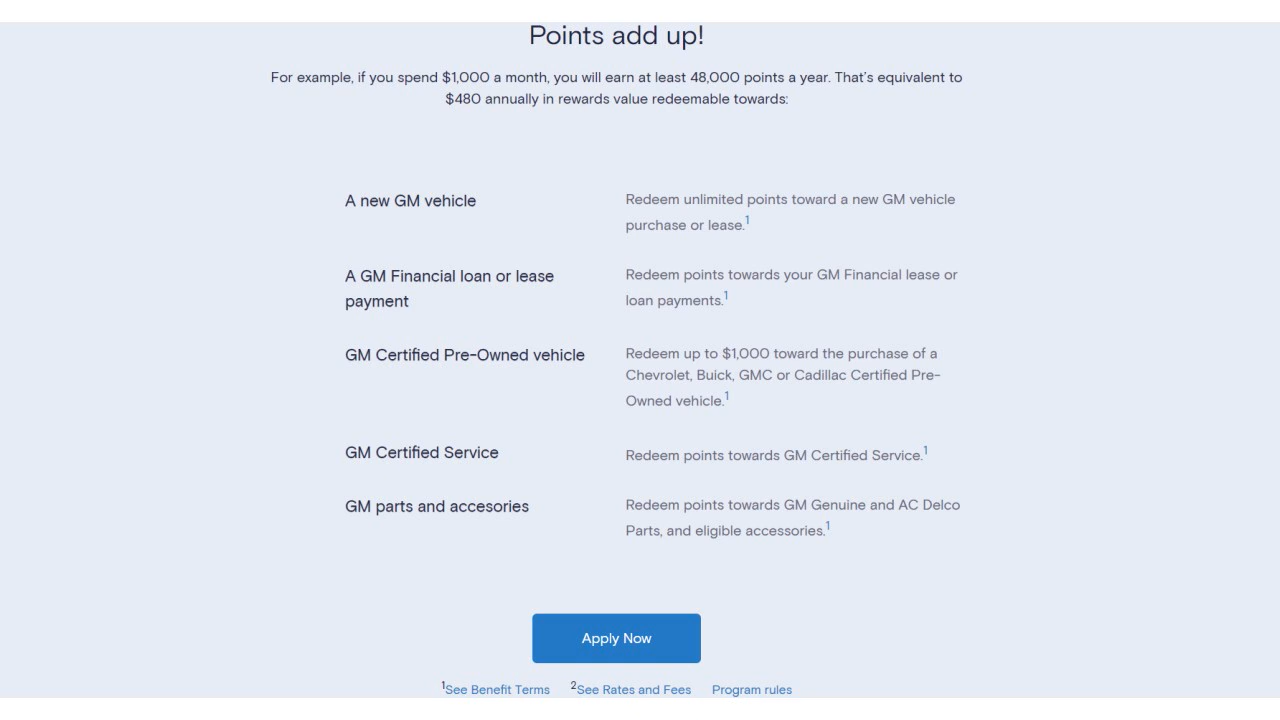 Points add up!
For example, if you spend $1,000 a month, you will earn at least 48,000 points a year. That's equivalent to
$480 annually in rewards value redeemable towards:
A new GM vehicle
Redeem unlimited points toward a new GM vehicle
purchase or lease.1
A GM Financial loan or lease
payment
Redeem points towards your GM Financial lease or
loan payments.1
GM Certified Pre-Owned vehicle
Redeem up to $1,000 toward the purchase of a
Chevrolet, Buick, GMC or Cadillac Certified Pre-
Owned vehicle.1
GM Certified Service
Redeem points towards GM Certified Service.1
GM parts and accesories
Redeem points towards GM Genuine and AC Delco
Parts, and eligible accessories.1
Apply Now
1See Benefit Terms 2See Rates and Fees Program rules